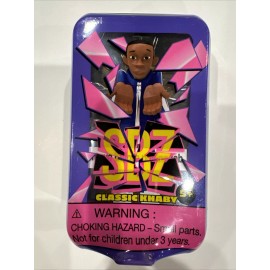 SBZ
CLASSIC KHABY
WARNING :
CHOKING HAZARD – Small parts.
Not for children under 3 years.